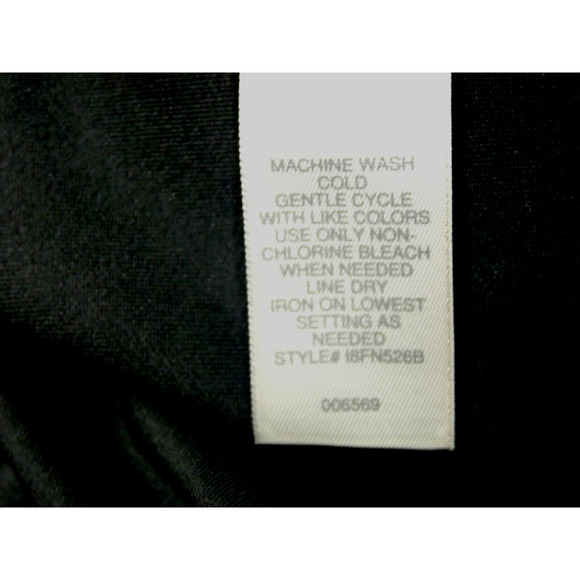 MACHINE WASH
COLD
GENTLE CYCLE
WITH LIKE COLORS
USE ONLY NON-
CHLORINE BLEACH
WHEN NEEDED
LINE DRY
IRON ON LOWEST
SETTING AS
NEEDED
STYLE# I8FN526B
006569